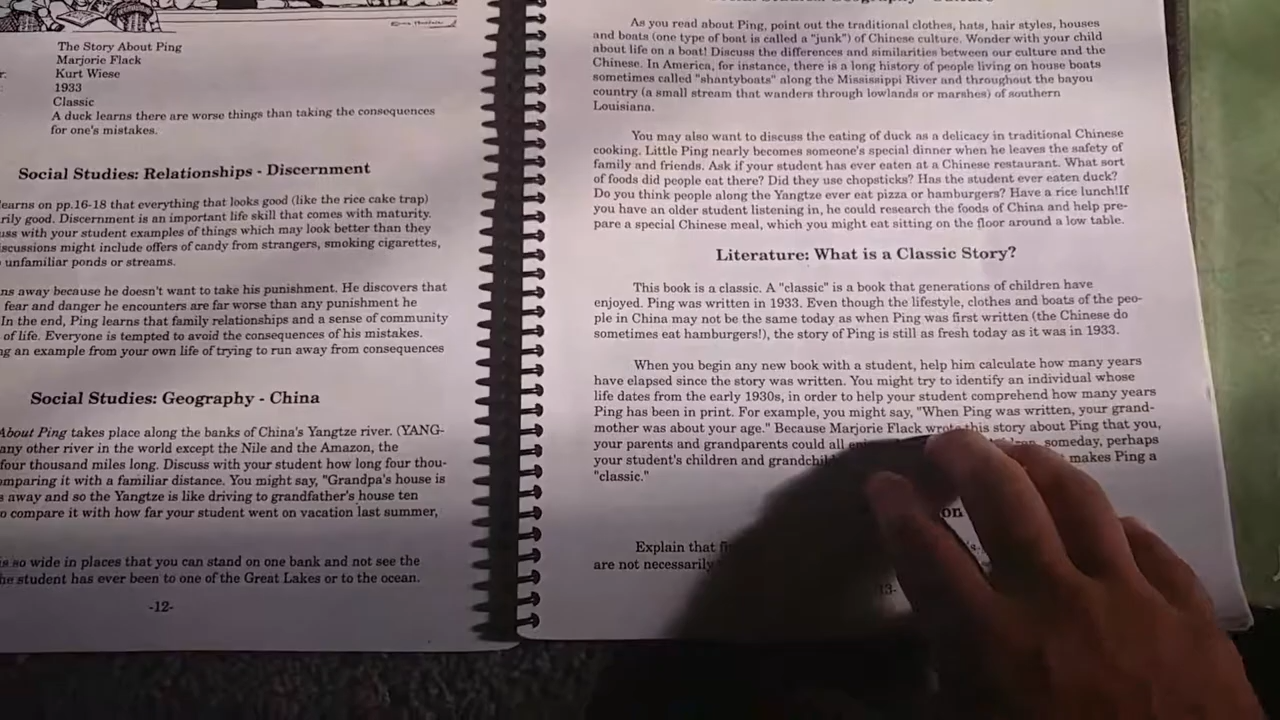 The Story About Ping
Marjorie Flack
Kurt Wiese
1933
Classic
A duck learns there are worse things than taking the consequences
for one's mistakes.
Social Studies: Relationships - Discernment
learns on pp.16-18 that everything that looks good (like the rice cake trap)
good. Discernment is an important life skill that comes with maturity.
with your student examples of things which may look better than they
might include offers of candy from strangers, smoking cigarettes,
unfamiliar ponds or streams.
away because he doesn't want to take his punishment. He discovers that
fear and danger he encounters are far worse than any punishment he
In the end, Ping learns that family relationships and a sense of community
of life. Everyone is tempted to avoid the consequences of his mistakes.
an example from your own life of trying to run away from consequences
Social Studies: Geography - China
About Ping takes place along the banks of China's Yangtze river. (YANG-
any other river in the world except the Nile and the Amazon, the
four thousand miles long. Discuss with your student how long four thou-
comparing it with a familiar distance. You might say, "Grandpa's house is
away and so the Yangtze is like driving to grandfather's house ten
compare it with how far your student went on vacation last summer,
is so wide in places that you can stand on one bank and not see the
student has ever been to one of the Great Lakes or to the ocean.
-12-
As you read about Ping, point out the traditional clothes, hats, hair styles, houses
and boats (one type of boat is called a "junk") of Chinese culture. Wonder with your child
about life on a boat! Discuss the differences and similarities between our culture and the
Chinese. In America, for instance, there is a long history of people living on house boats
sometimes called "shantyboats" along the Mississippi River and throughout the bayou
country (a small stream that wanders through lowlands or marshes) of southern
Louisiana.
You may also want to discuss the eating of duck as a delicacy in traditional Chinese
cooking. Little Ping nearly becomes someone's special dinner when he leaves the safety of
family and friends. Ask if your student has ever eaten at a Chinese restaurant. What sort
of foods did people eat there? Did they use chopsticks? Has the student ever eaten duck?
Do you think people along the Yangtze ever eat pizza or hamburgers? Have a rice lunch!If
you have an older student listening in, he could research the foods of China and help pre-
pare a special Chinese meal, which you might eat sitting on the floor around a low table.
Literature: What is a Classic Story?
This book is a classic. A "classic" is a book that generations of children have
enjoyed. Ping was written in 1933. Even though the lifestyle, clothes and boats of the peo-
ple in China may not be the same today as when Ping was first written (the Chinese do
sometimes eat hamburgers!), the story of Ping is still as fresh today as it was in 1933.
When you begin any new book with a student, help him calculate how many years
have elapsed since the story was written. You might try to identify an individual whose
life dates from the early 1930s, in order to help your student comprehend how many years
Ping has been in print. For example, you might say, "When Ping was written, your grand-
mother was about your age." Because Marjorie Flack wrote this story about Ping that you,
your parents and grandparents could all someday, perhaps
your student's children and makes Ping a
"classic."
Explain that
are not necessarily